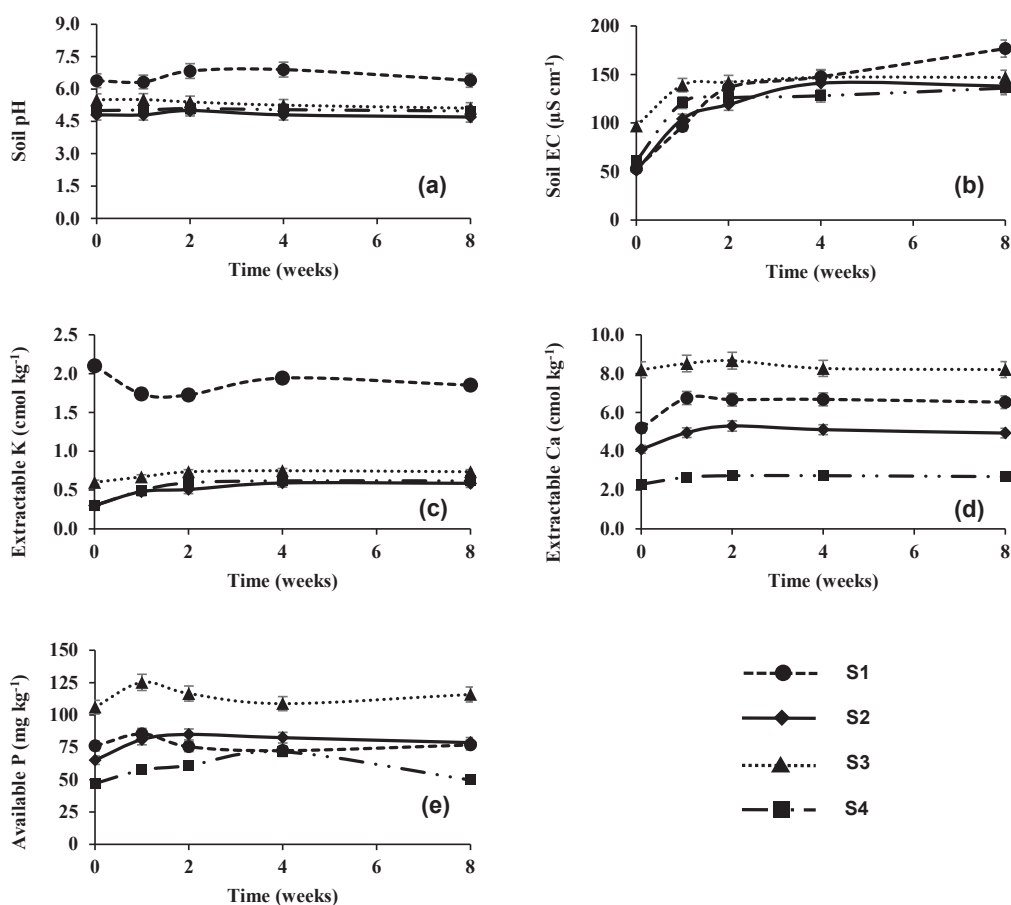 9.0
7.5
6.0
4.5
3.0
1.5
0.0
Soil pH
0 2 4 6 8
Time (weeks)
(a)
200
150
100
50
0
Soil EC (µS cm⁻¹)
0 2 4 6 8
Time (weeks)
(b)
2.5
2.0
1.5
1.0
0.5
0.0
Extractable K (cmol kg⁻¹)
0 2 4 6 8
Time (weeks)
(c)
10.0
8.0
6.0
4.0
2.0
0.0
Extractable Ca (cmol kg⁻¹)
0 2 4 6 8
Time (weeks)
(d)
150
125
100
75
50
25
0
Available P (mg kg⁻¹)
0 2 4 6 8
Time (weeks)
(e)
S1
S2
S3
S4